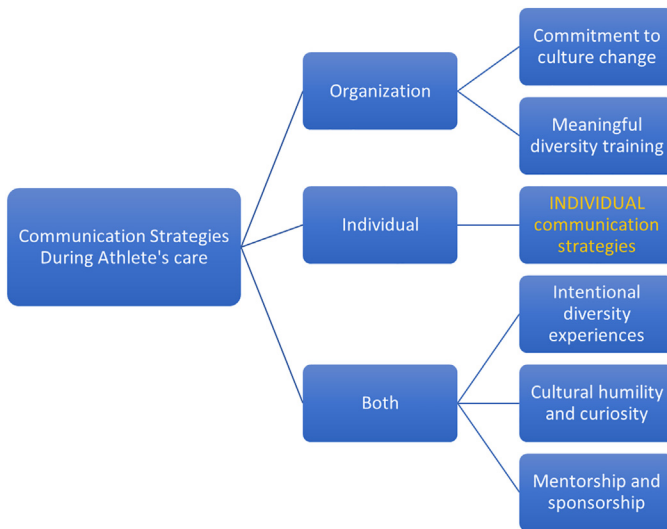 Communication Strategies
During Athlete's care
Organization
Commitment to
culture change
Meaningful
diversity training
Individual
INDIVIDUAL
communication
strategies
Both
Intentional
diversity
experiences
Cultural humility
and curiosity
Mentorship and
sponsorship